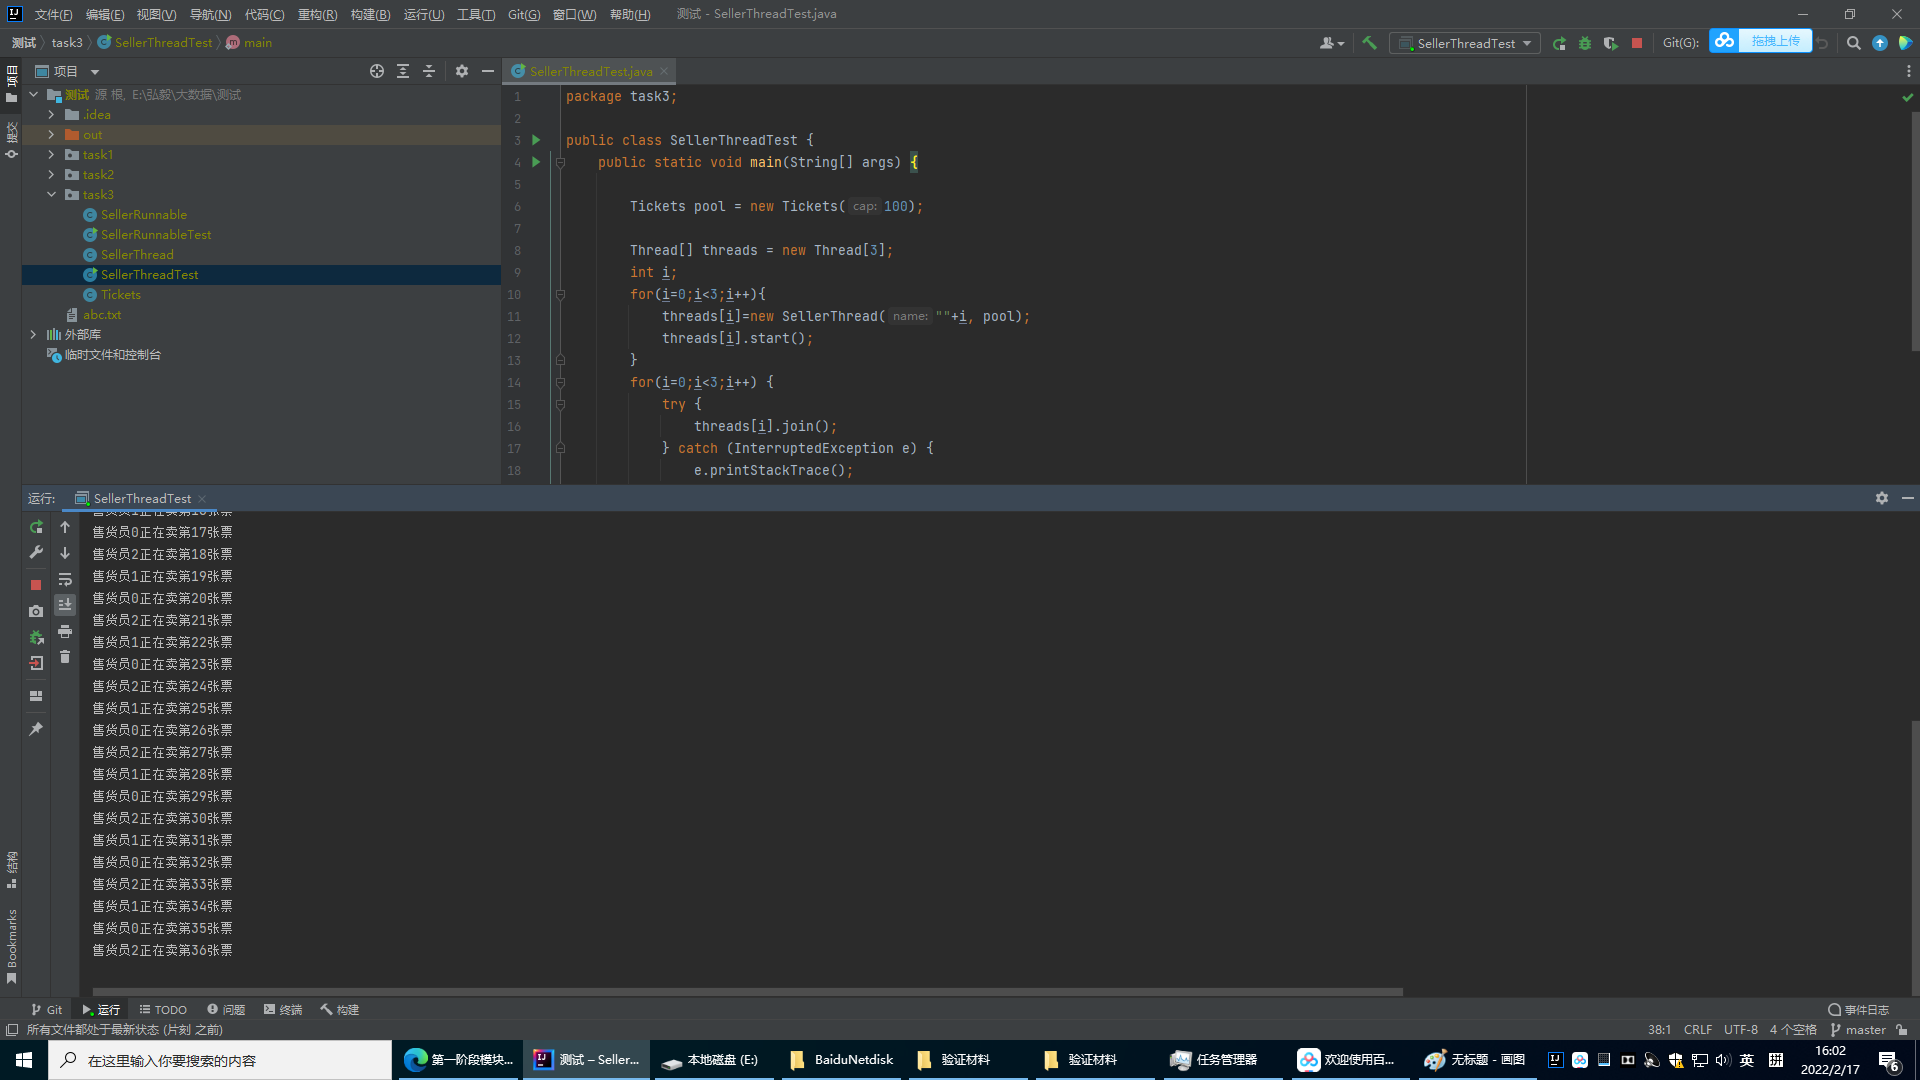 文件(F) 编辑(E) 视图(V) 导航(N) 代码(C) 重构(R) 构建(B) 运行(U) 工具(T) Git(G) 窗口(W) 帮助(H) 测试 - SellerThreadTest.java
测试 task3 SellerThreadTest main
SellerThreadTest Git(G): 拖拽上传
项目
SellerThreadTest.java
项目
提交
结构
Bookmarks
测试 源 根, E:\弘毅\大数据\测试
.idea
out
task1
task2
task3
SellerRunnable
SellerRunnableTest
SellerThread
SellerThreadTest
Tickets
abc.txt
外部库
临时文件和控制台
1 package task3;
2
3 public class SellerThreadTest {
4 public static void main(String[] args) {
5
6 Tickets pool = new Tickets( cap: 100);
7
8 Thread[] threads = new Thread[3];
9 int i;
10 for(i=0;i<3;i++){
11 threads[i]=new SellerThread( name: ""+i, pool);
12 threads[i].start();
13 }
14 for(i=0;i<3;i++) {
15 try {
16 threads[i].join();
17 } catch (InterruptedException e) {
18 e.printStackTrace();
运行: SellerThreadTest
售货员1正在卖第16张票
售货员0正在卖第17张票
售货员2正在卖第18张票
售货员1正在卖第19张票
售货员0正在卖第20张票
售货员2正在卖第21张票
售货员1正在卖第22张票
售货员0正在卖第23张票
售货员2正在卖第24张票
售货员1正在卖第25张票
售货员0正在卖第26张票
售货员2正在卖第27张票
售货员1正在卖第28张票
售货员0正在卖第29张票
售货员2正在卖第30张票
售货员1正在卖第31张票
售货员0正在卖第32张票
售货员2正在卖第33张票
售货员1正在卖第34张票
售货员0正在卖第35张票
售货员2正在卖第36张票
Git 运行 TODO 问题 终端 构建 事件日志
所有文件都处于最新状态 (片刻 之前) 38:1 CRLF UTF-8 4 个空格 master
在这里输入你要搜索的内容 第一阶段模块... 测试 – Seller... 本地磁盘 (E:) BaiduNetdisk 验证材料 验证材料 任务管理器 欢迎使用百... 无标题 - 画图 英 16:02
2022/2/17 6